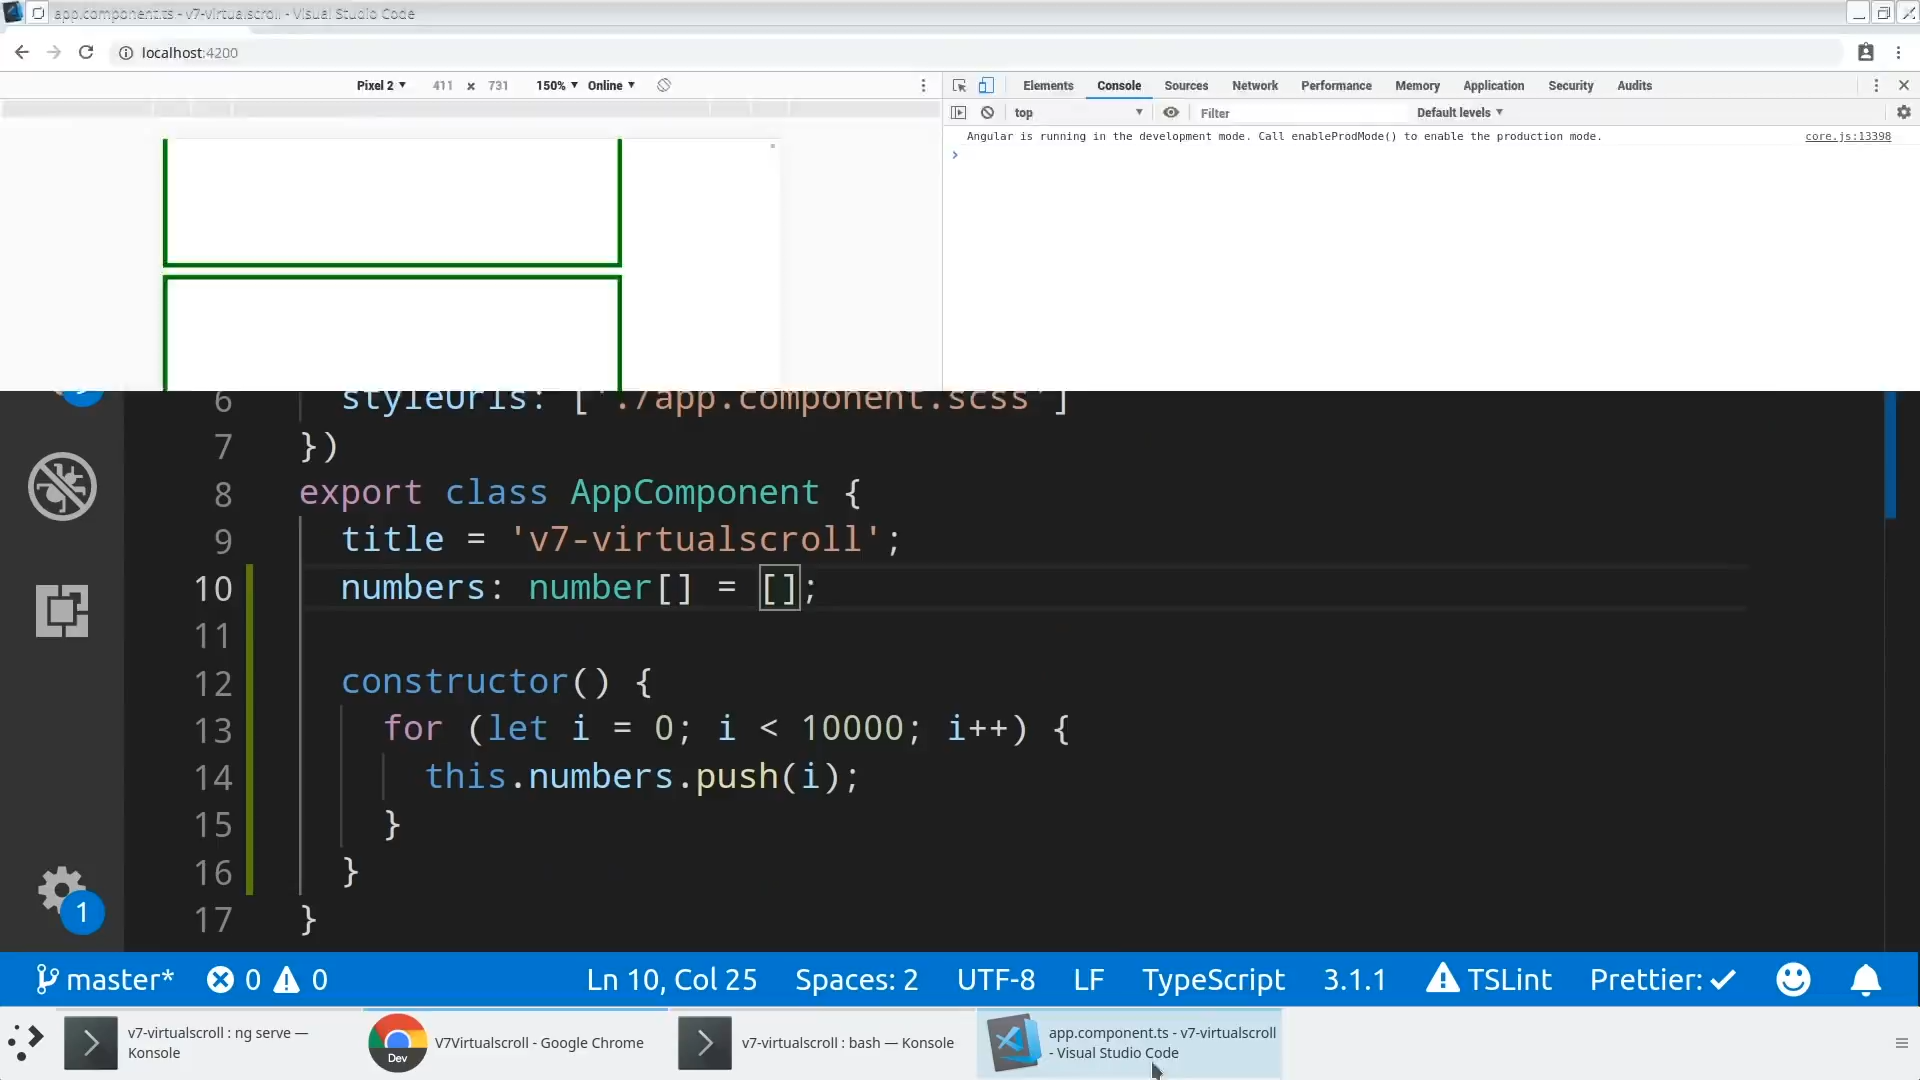 app.component.ts - v7-virtualscroll - Visual Studio Code
localhost:4200
Pixel 2 411 x 731 150% Online
Elements Console Sources Network Performance Memory Application Security Audits
top Filter Default levels
Angular is running in the development mode. Call enableProdMode() to enable the production mode. core.js:13398
6 styleUrls: ['./app.component.scss']
7 })
8 export class AppComponent {
9 title = 'v7-virtualscroll';
10 numbers: number[] = [];
11
12 constructor() {
13 for (let i = 0; i < 10000; i++) {
14 this.numbers.push(i);
15 }
16 }
17 }
1
master* 0 0 Ln 10, Col 25 Spaces: 2 UTF-8 LF TypeScript 3.1.1 TSLint Prettier: ✓
v7-virtualscroll : ng serve —
Konsole
Dev
V7Virtualscroll - Google Chrome
v7-virtualscroll : bash — Konsole
app.component.ts - v7-virtualscroll
- Visual Studio Code